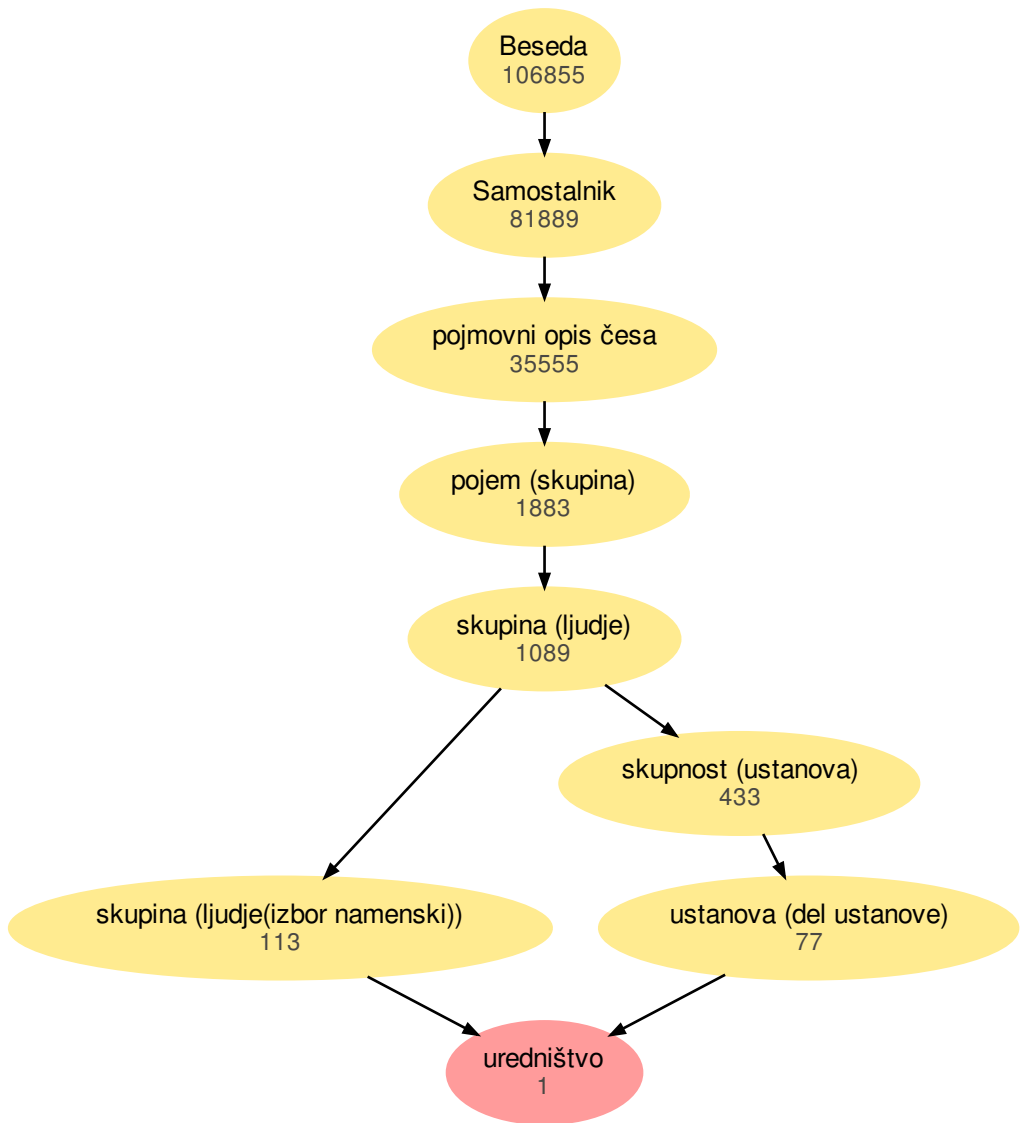 Beseda
106855
Samostalnik
81889
pojmovni opis česa
35555
pojem (skupina)
1883
skupina (ljudje)
1089
skupnost (ustanova)
433
skupina (ljudje(izbor namenski))
113
ustanova (del ustanove)
77
uredništvo
1